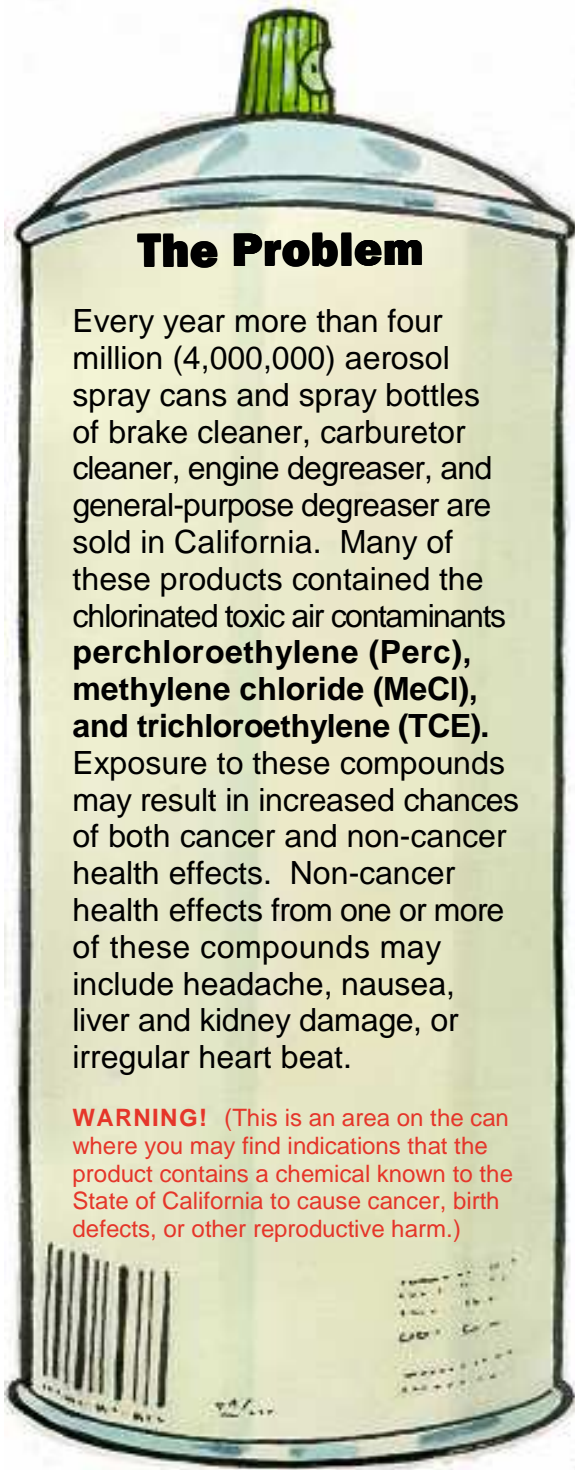 The Problem
Every year more than four
million (4,000,000) aerosol
spray cans and spray bottles
of brake cleaner, carburetor
cleaner, engine degreaser, and
general-purpose degreaser are
sold in California.  Many of
these products contained the
chlorinated toxic air contaminants
perchloroethylene (Perc),
methylene chloride (MeCl),
and trichloroethylene (TCE).
Exposure to these compounds
may result in increased chances
of both cancer and non-cancer
health effects.  Non-cancer
health effects from one or more
of these compounds may
include headache, nausea,
liver and kidney damage, or
irregular heart beat.
WARNING!  (This is an area on the can
where you may find indications that the
product contains a chemical known to the
State of California to cause cancer, birth
defects, or other reproductive harm.)